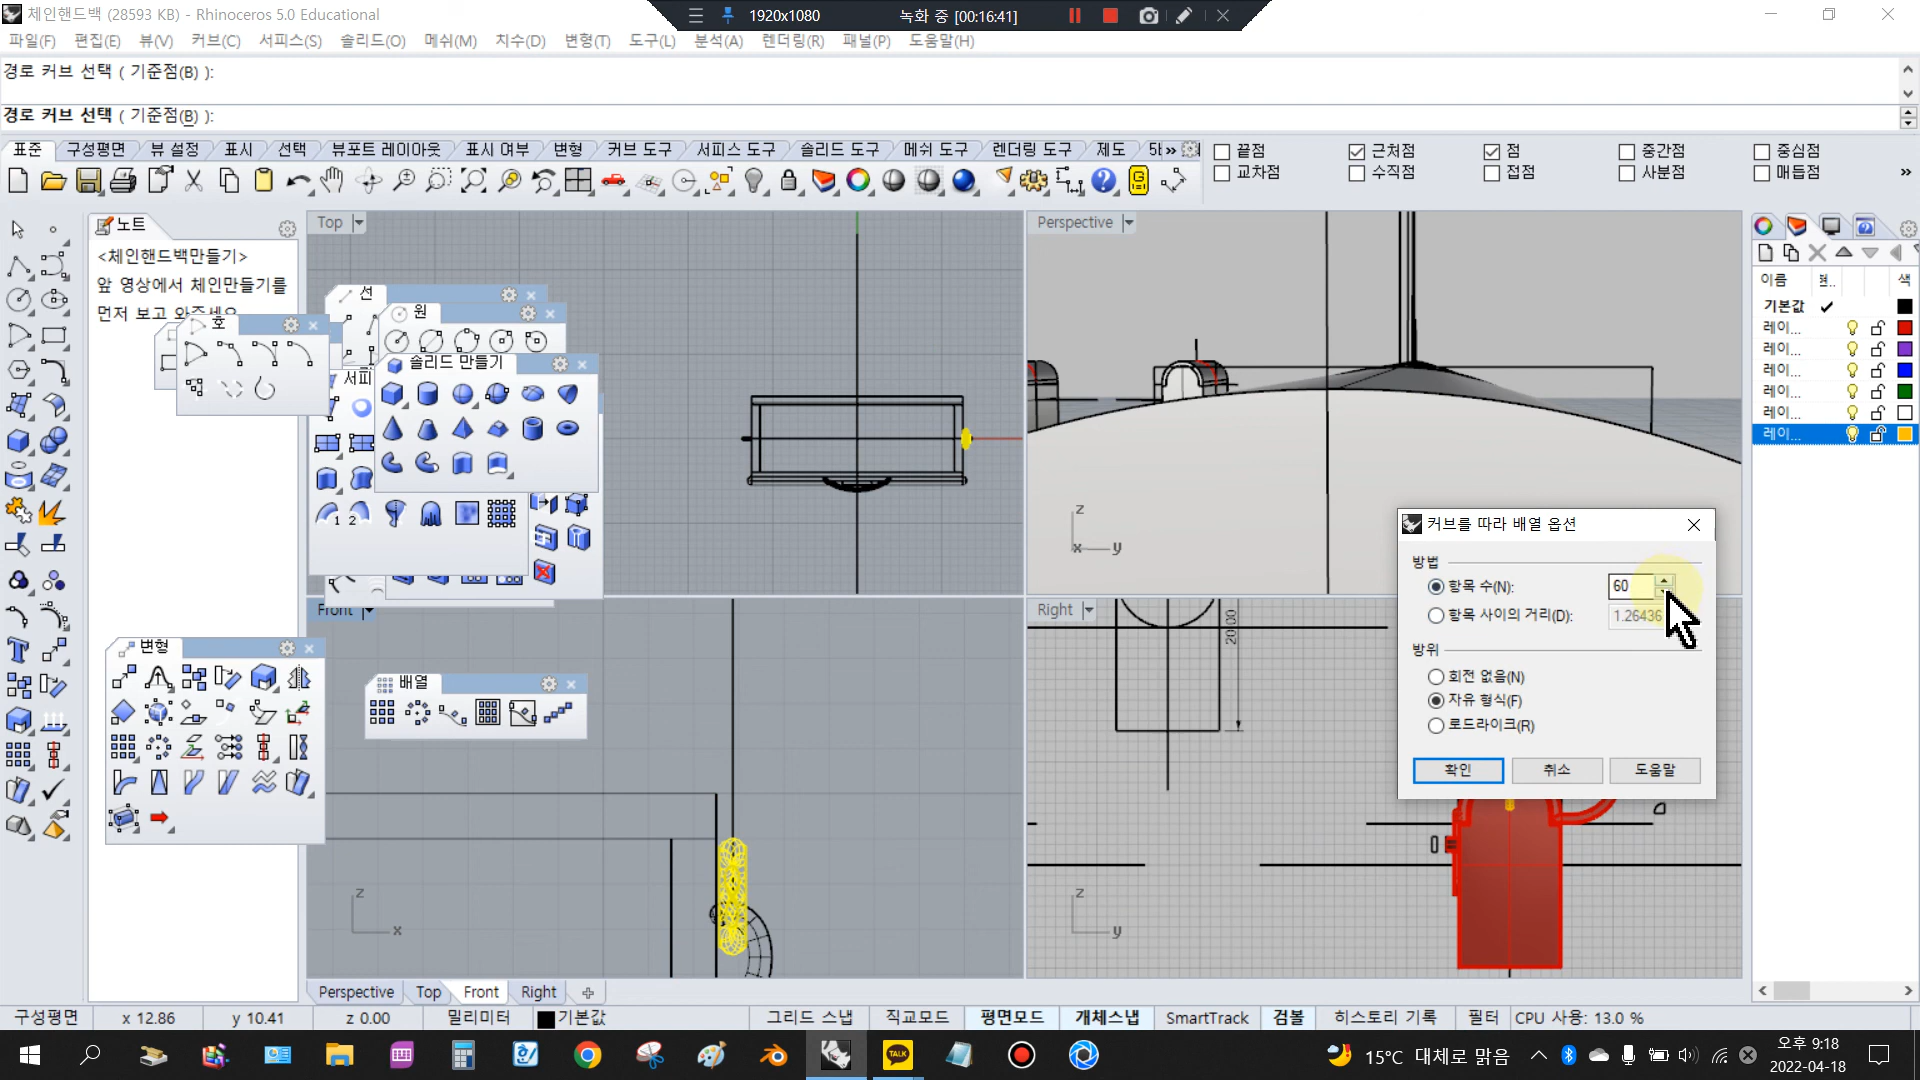 체인핸드백 (28593 KB) - Rhinoceros 5.0 Educational
1920x1080
녹화 중 [00:16:41]
파일(F) 편집(E) 뷰(V) 커브(C) 서피스(S) 솔리드(O) 메쉬(M) 치수(D) 변형(T) 도구(L) 분석(A) 렌더링(R) 패널(P) 도움말(H)
경로 커브 선택 ( 기준점(B) ):
경로 커브 선택 ( 기준점(B) ):
표준 구성평면 뷰 설정 표시 선택 뷰포트 레이아웃 표시 여부 변형 커브 도구 서피스 도구 솔리드 도구 메쉬 도구 렌더링 도구 제도
끝점 근처점 점 중간점 중심점
교차점 수직점 접점 사분점 매듭점
노트
<체인핸드백만들기>
앞 영상에서 체인만들기를
먼저 보고 와주세요
Top
Perspective
선
원
호
솔리드 만들기
서피
1 2
z
x y
이름
색
기본값
레이...
레이...
레이...
레이...
레이...
레이...
커브를 따라 배열 옵션
방법
항목 수(N): 60
항목 사이의 거리(D): 1.26436
방위
회전 없음(N)
자유 형식(F)
로드라이크(R)
확인 취소 도움말
Front
Right
20.00
변형
배열
z
x
z
y
Perspective Top Front Right
구성평면 x 12.86 y 10.41 z 0.00 밀리미터 기본값 그리드 스냅 직교모드 평면모드 개체스냅 SmartTrack 검볼 히스토리 기록 필터 CPU 사용: 13.0 %
TALK
15°C 대체로 맑음
오후 9:18
2022-04-18